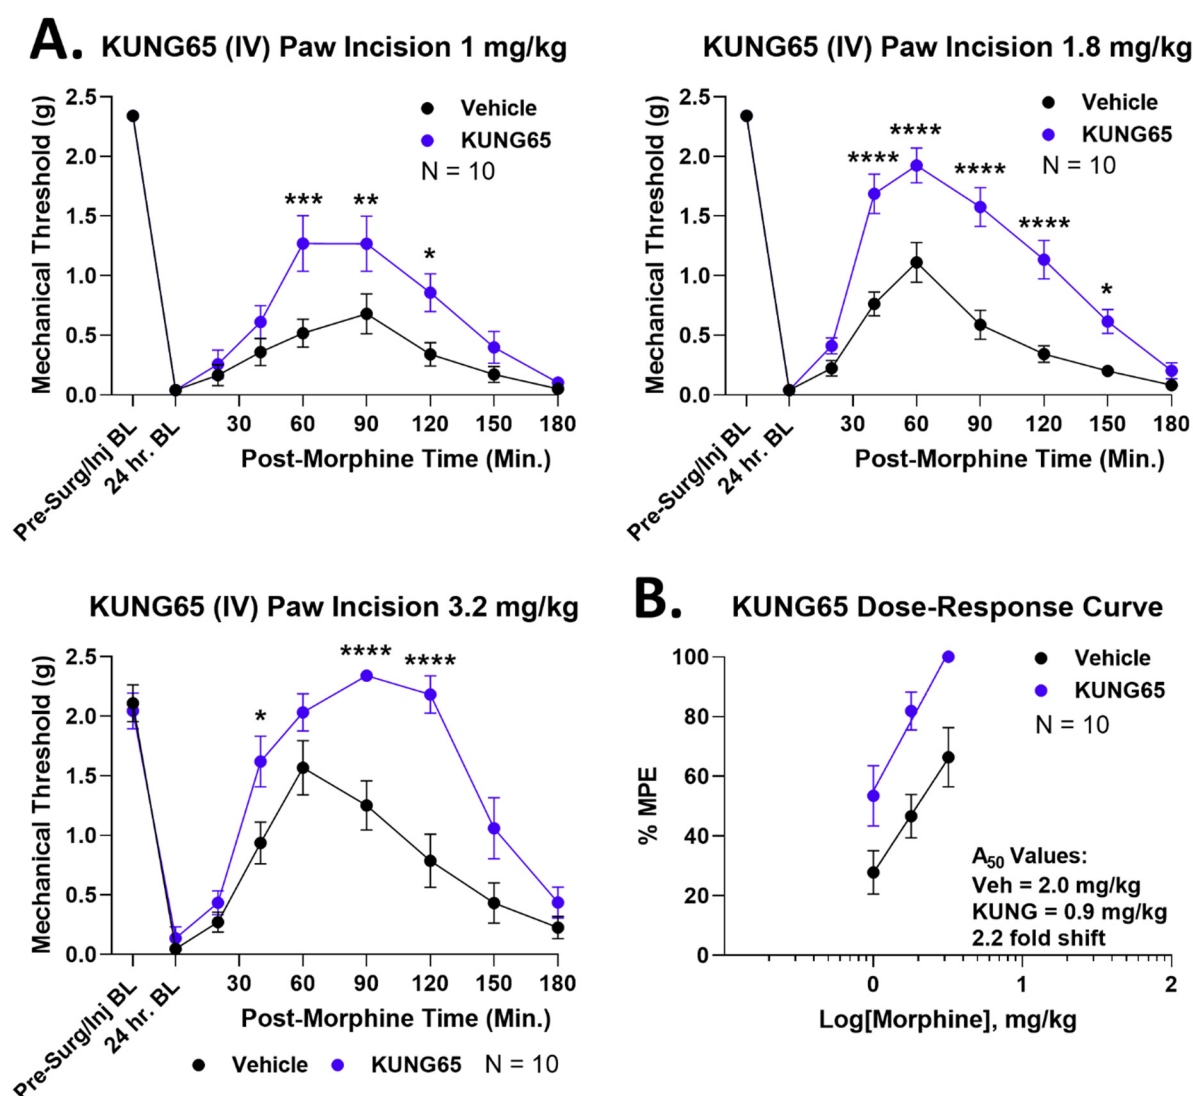 A.
KUNG65 (IV) Paw Incision 1 mg/kg
Mechanical Threshold (g)
2.5
2.0
1.5
1.0
0.5
0.0
Vehicle
KUNG65
N = 10
***
**
*
Pre-Surg/Inj BL
24 hr. BL
30 60 90 120 150 180
Post-Morphine Time (Min.)
KUNG65 (IV) Paw Incision 1.8 mg/kg
Mechanical Threshold (g)
2.5
2.0
1.5
1.0
0.5
0.0
Vehicle
KUNG65
N = 10
****
****
****
****
*
Pre-Surg/Inj BL
24 hr. BL
30 60 90 120 150 180
Post-Morphine Time (Min.)
KUNG65 (IV) Paw Incision 3.2 mg/kg
Mechanical Threshold (g)
2.5
2.0
1.5
1.0
0.5
0.0
*
****
****
Pre-Surg/Inj BL
24 hr. BL
30 60 90 120 150 180
Post-Morphine Time (Min.)
Vehicle KUNG65 N = 10
B.
KUNG65 Dose-Response Curve
% MPE
100
80
60
40
20
0
Vehicle
KUNG65
N = 10
A50 Values:
Veh = 2.0 mg/kg
KUNG = 0.9 mg/kg
2.2 fold shift
0 1 2
Log[Morphine], mg/kg